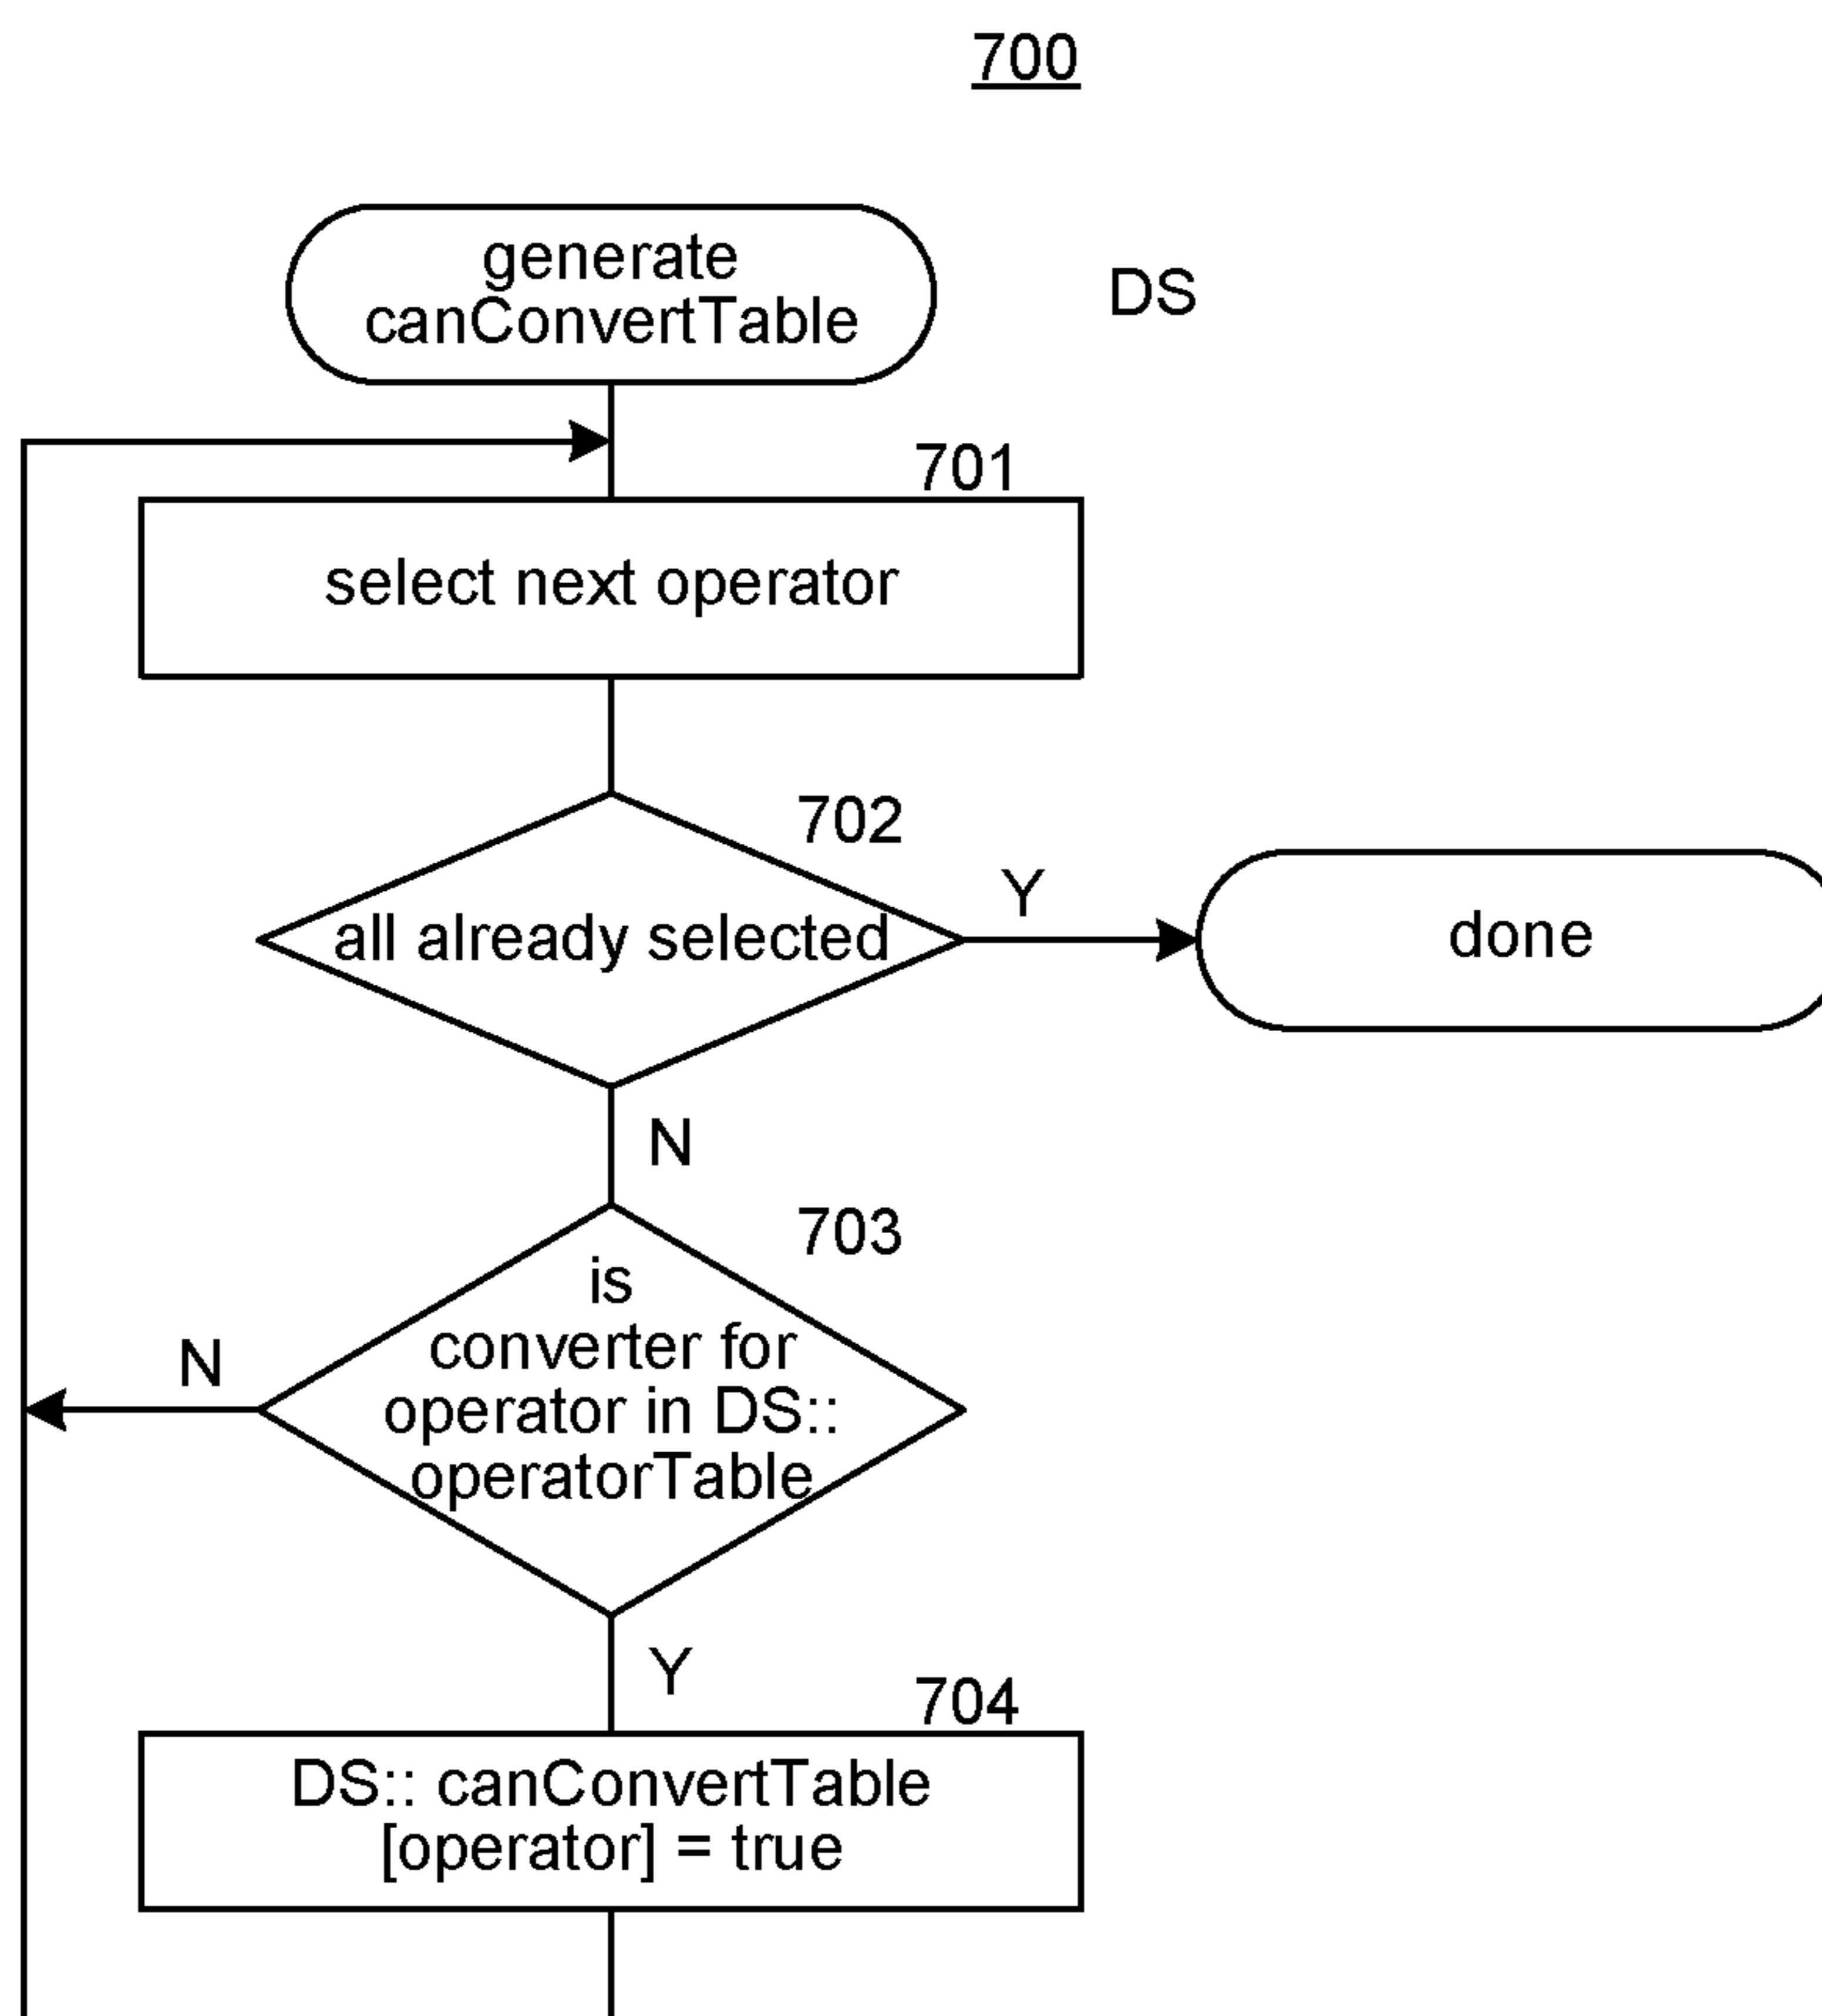 700
generate
canConvertTable
DS
701
select next operator
702
all already selected
Y
done
N
703
is
converter for
operator in DS::
operatorTable
N
Y
704
DS:: canConvertTable
[operator] = true